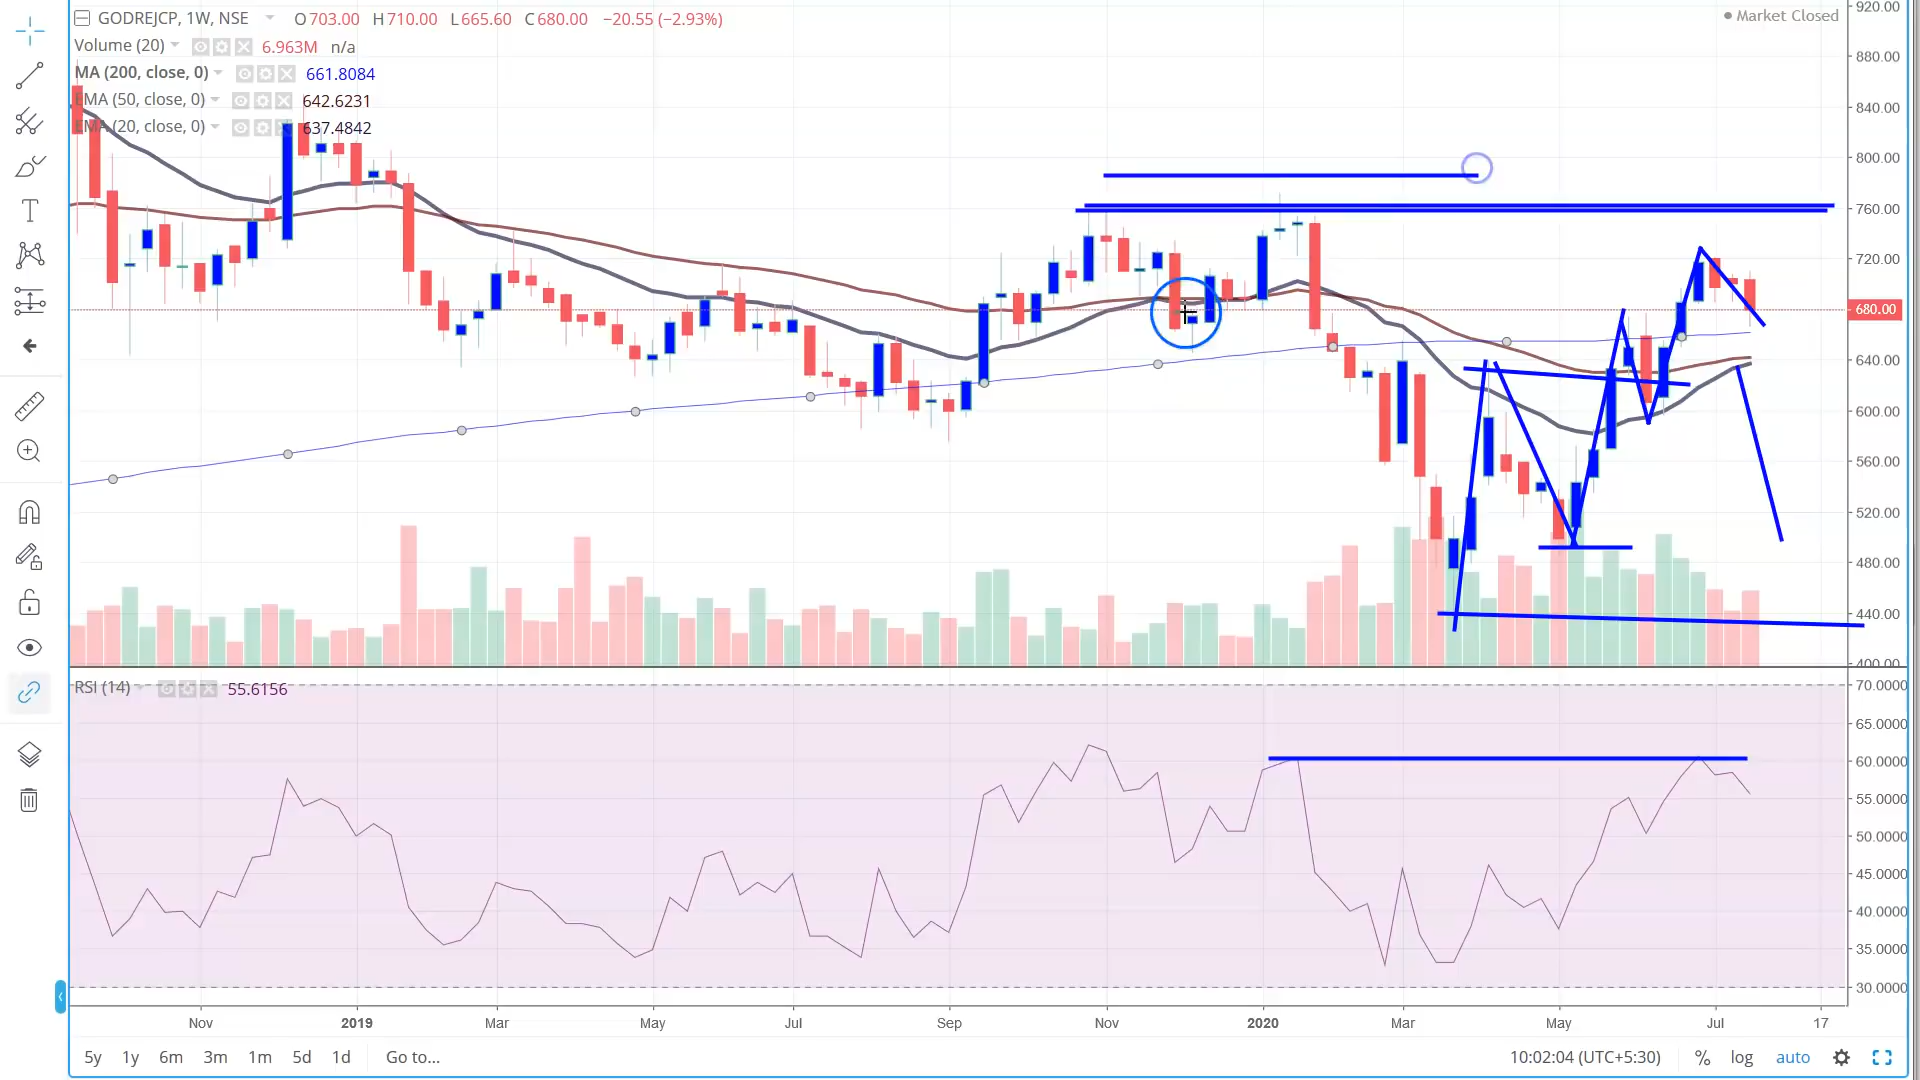 GODREJCP, 1W, NSE O703.00 H710.00 L665.60 C680.00 −20.55 (−2.93%)
Market Closed
Volume (20) 6.963M n/a
MA (200, close, 0) 661.8084
EMA (50, close, 0) 642.6231
EMA (20, close, 0) 637.4842
920.00
880.00
840.00
800.00
760.00
720.00
680.00
640.00
600.00
560.00
520.00
480.00
440.00
400.00
RSI (14) 55.6156
70.0000
65.0000
60.0000
55.0000
50.0000
45.0000
40.0000
35.0000
30.0000
Nov 2019 Mar May Jul Sep Nov 2020 Mar May Jul 17
5y 1y 6m 3m 1m 5d 1d Go to... 10:02:04 (UTC+5:30) % log auto